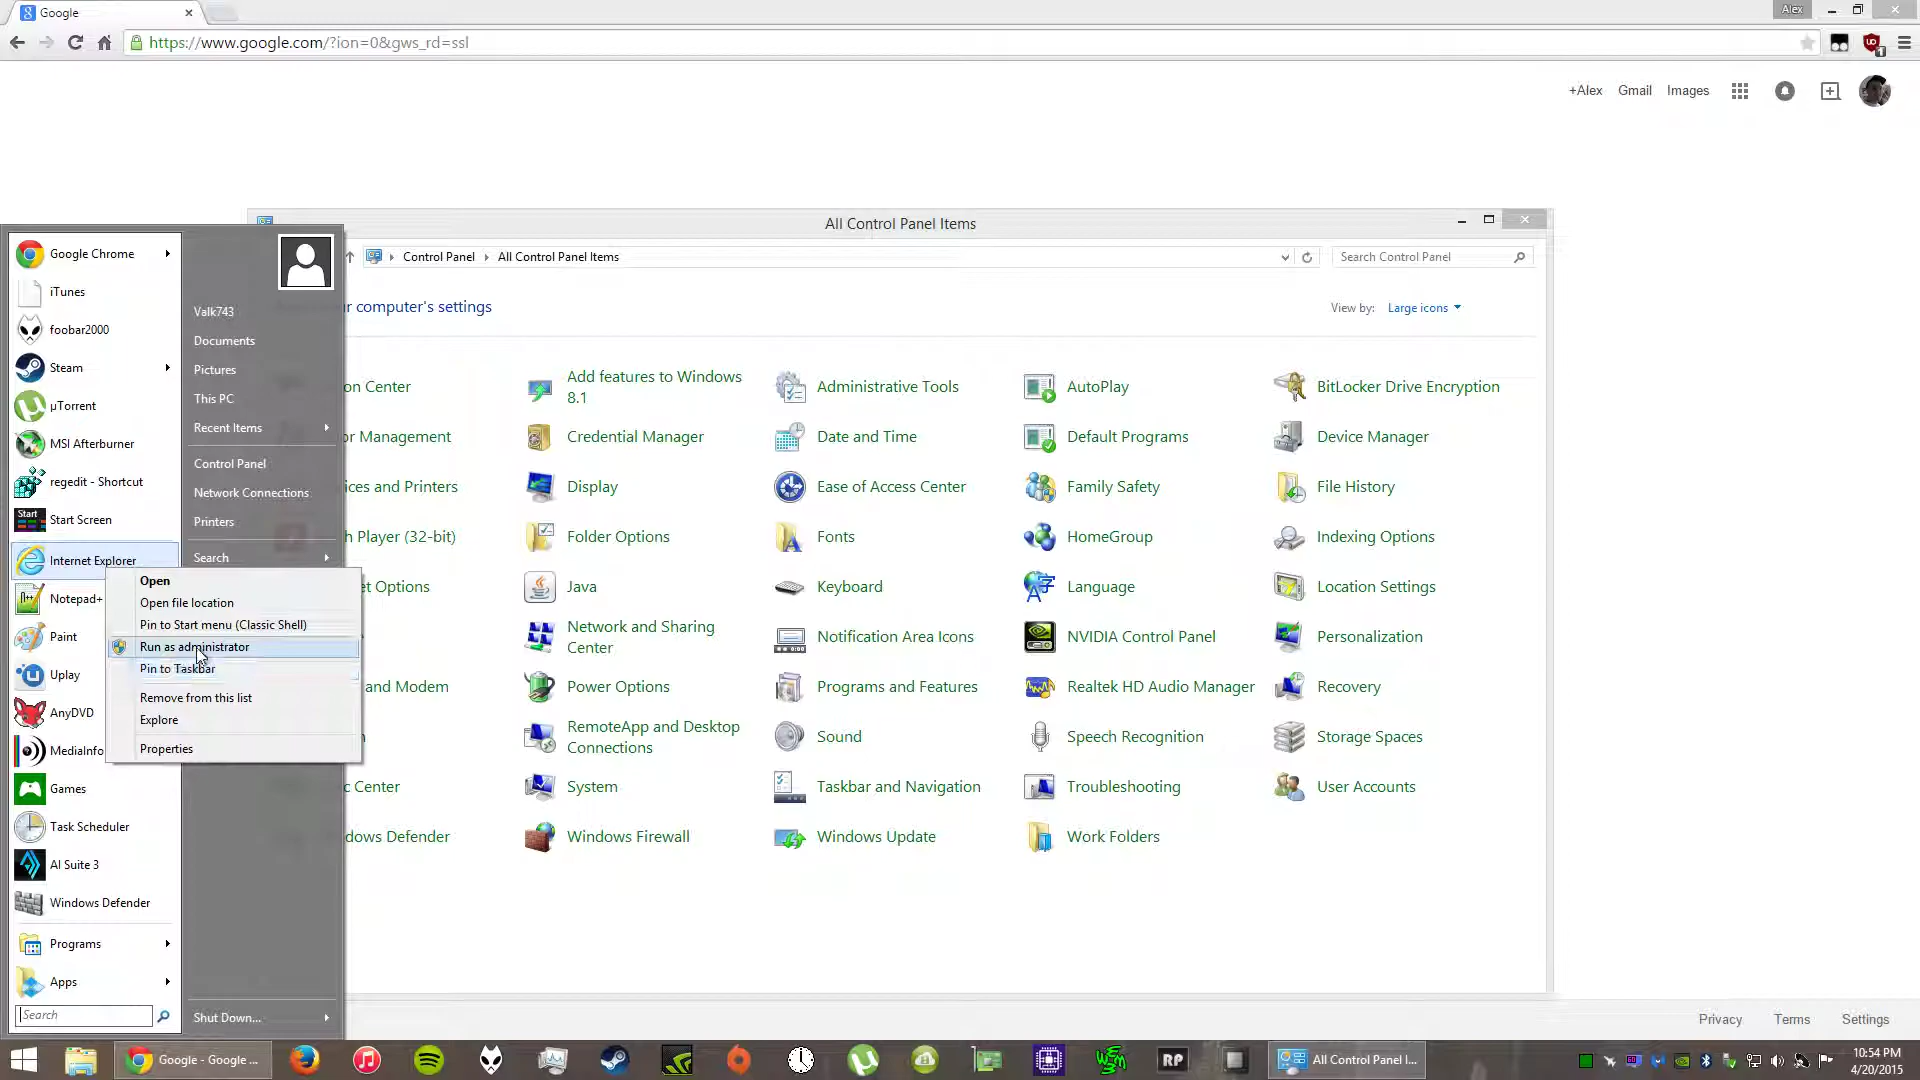 Google
Alex
https://www.google.com/?ion=0&gws_rd=ssl
+Alex Gmail Images
All Control Panel Items
Control Panel All Control Panel Items
Search Control Panel
ur computer's settings
View by: Large icons
Google Chrome
iTunes
foobar2000
Steam
µTorrent
MSI Afterburner
regedit - Shortcut
Start Screen
Internet Explorer
Notepad+
Paint
Uplay
AnyDVD
MediaInfo
Games
Task Scheduler
AI Suite 3
Windows Defender
Programs
Apps
Search
Valk743
Documents
Pictures
This PC
Recent Items
Control Panel
Network Connections
Printers
Search
Shut Down...
Open
Open file location
Pin to Start menu (Classic Shell)
Run as administrator
Pin to Taskbar
Remove from this list
Explore
Properties
on Center
Add features to Windows
8.1
Administrative Tools
AutoPlay
BitLocker Drive Encryption
or Management
Credential Manager
Date and Time
Default Programs
Device Manager
ices and Printers
Display
Ease of Access Center
Family Safety
File History
h Player (32-bit)
Folder Options
Fonts
HomeGroup
Indexing Options
et Options
Java
Keyboard
Language
Location Settings
Network and Sharing
Center
Notification Area Icons
NVIDIA Control Panel
Personalization
and Modem
Power Options
Programs and Features
Realtek HD Audio Manager
Recovery
RemoteApp and Desktop
Connections
Sound
Speech Recognition
Storage Spaces
c Center
System
Taskbar and Navigation
Troubleshooting
User Accounts
dows Defender
Windows Firewall
Windows Update
Work Folders
Privacy Terms Settings
Google - Google ...
RP
All Control Panel I...
10:54 PM
4/20/2015